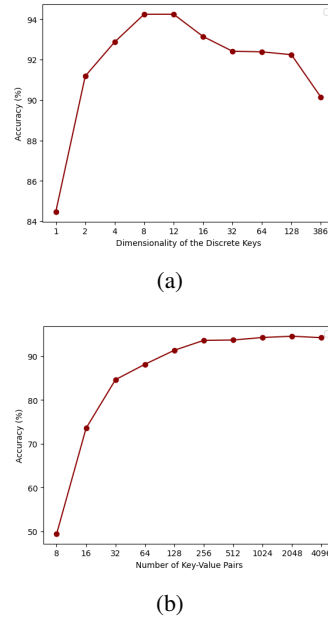 94
92
90
88
86
84
Accuracy (%)
1 2 4 8 12 16 32 64 128 386
Dimensionality of the Discrete Keys
(a)
90
80
70
60
50
Accuracy (%)
8 16 32 64 128 256 512 1024 2048 4096
Number of Key-Value Pairs
(b)